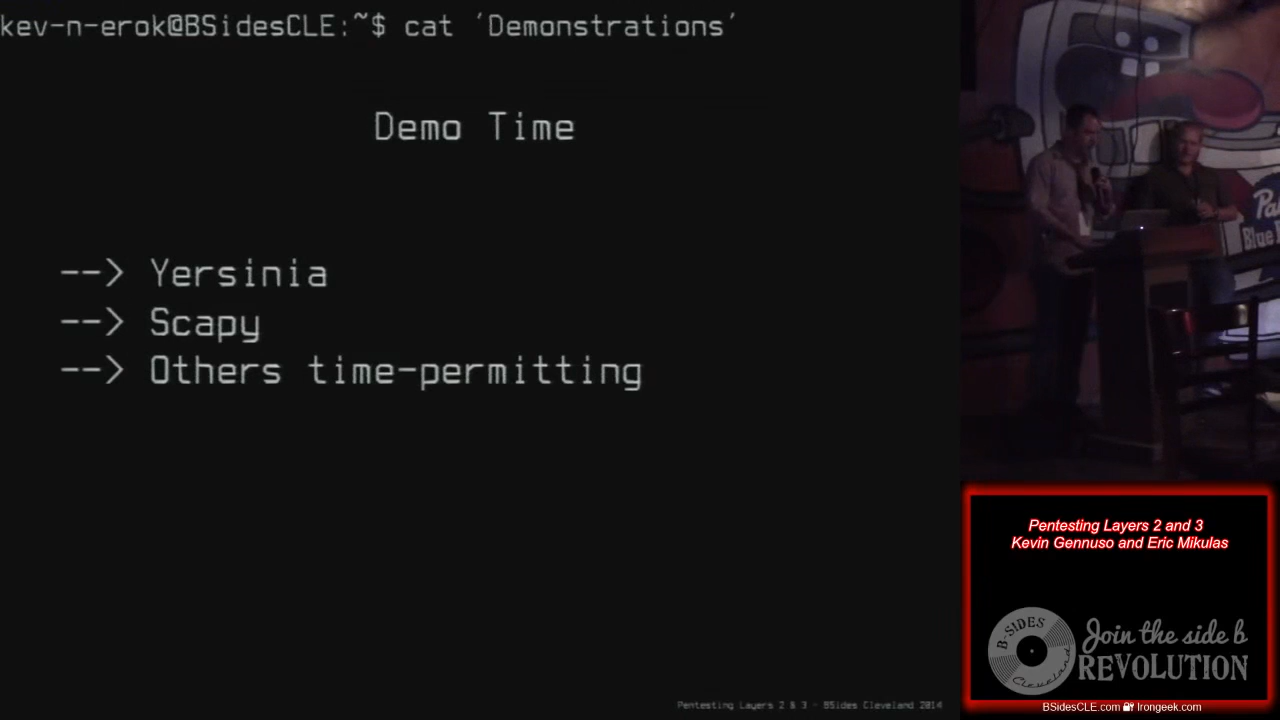 kev-n-erok@BSidesCLE:~$ cat 'Demonstrations'
Demo Time
--> Yersinia
--> Scapy
--> Others time-permitting
Pentesting Layers 2 & 3 - BSides Cleveland 2014
Pabst
Blue
Pentesting Layers 2 and 3
Kevin Gennuso and Eric Mikulas
B-SIDES
Cleveland
Join the side b
REVOLUTION
BSidesCLE.com Irongeek.com